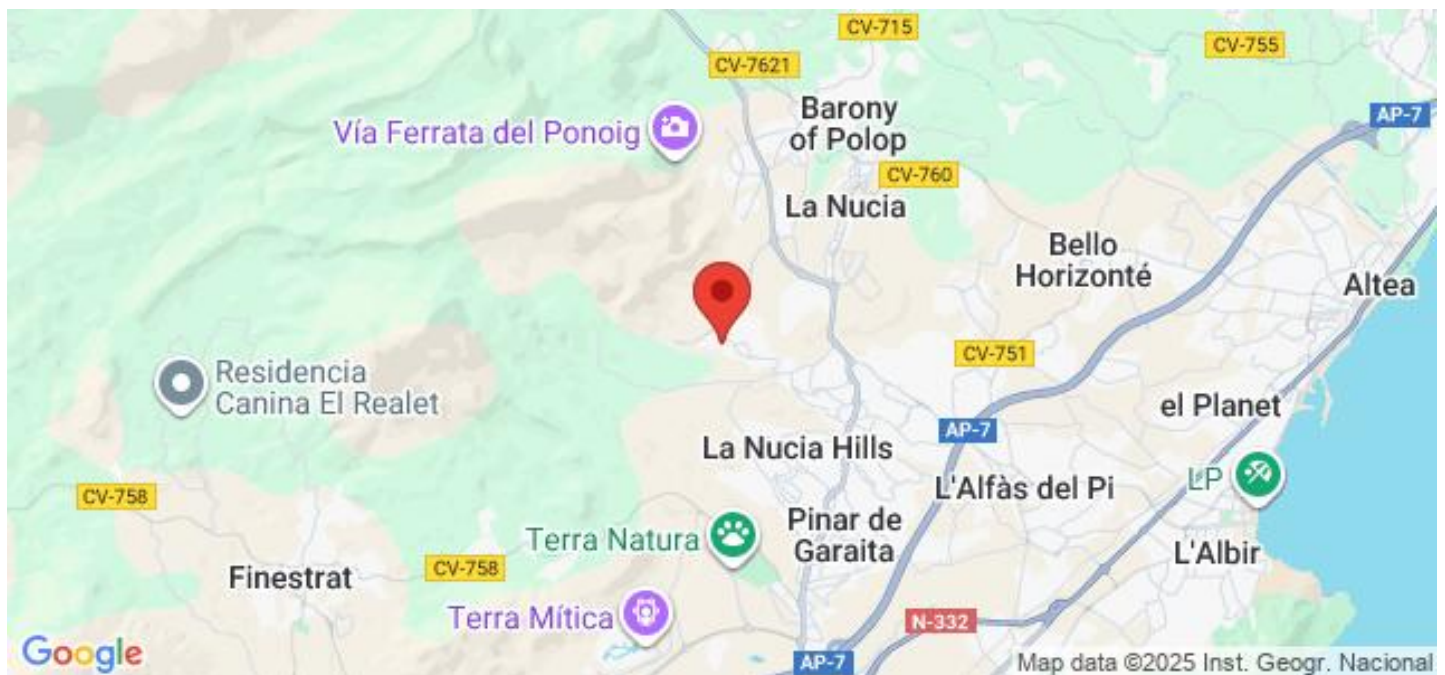 CV-715
CV-755
CV-7621
Barony
of Polop
AP-7
Vía Ferrata del Ponoig
CV-760
La Nucia
Bello
Horizonté
Altea
CV-751
Residencia
Canina El Realet
el Planet
AP-7
La Nucia Hills
L'Alfàs del Pi
LP
CV-758
Pinar de
Garaita
Terra Natura
L'Albir
Finestrat
CV-758
Terra Mítica
N-332
Google
AP-7
Map data ©2025 Inst. Geogr. Nacional